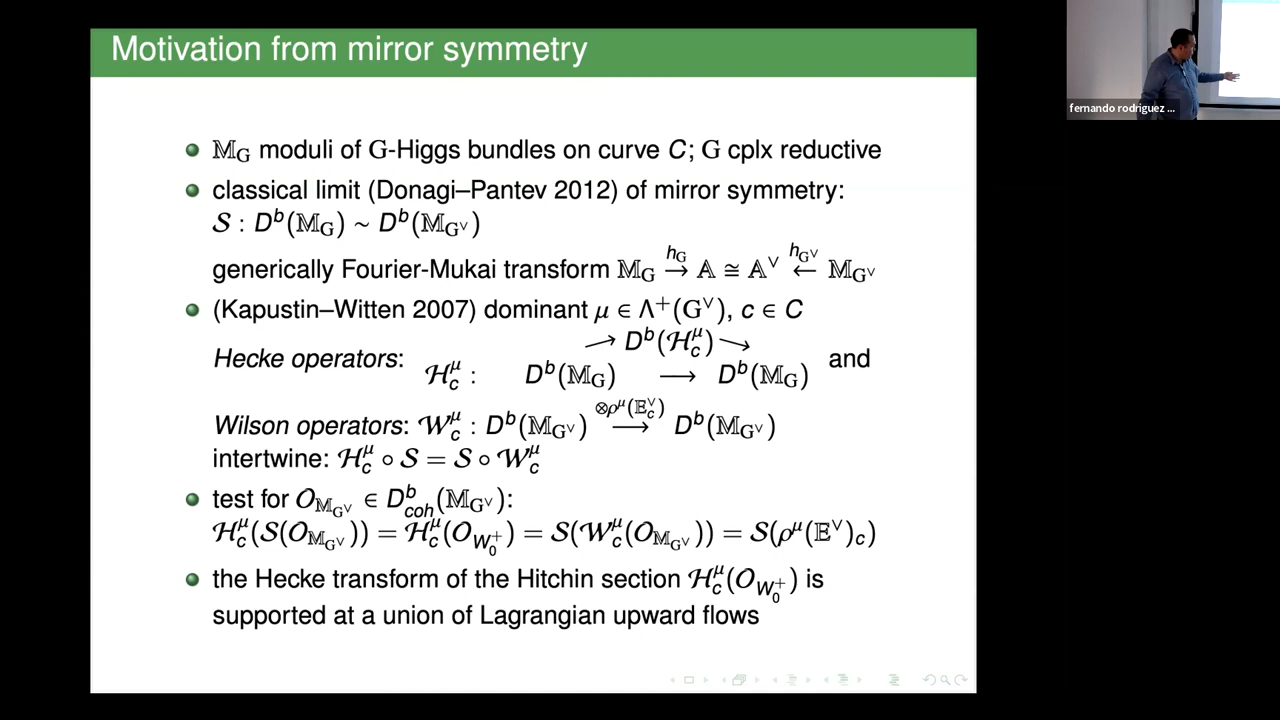 Motivation from mirror symmetry
fernando rodriguez ...
𝕄_G moduli of G-Higgs bundles on curve C; G cplx reductive
classical limit (Donagi–Pantev 2012) of mirror symmetry:
𝒮 : D^b(𝕄_G) ~ D^b(𝕄_{G^∨})
generically Fourier-Mukai transform 𝕄_G →^{h_G} 𝔸 ≅ 𝔸^∨ ←^{h_{G^∨}} 𝕄_{G^∨}
(Kapustin–Witten 2007) dominant μ ∈ Λ^+(G^∨), c ∈ C
→ D^b(ℋ_c^μ) →
Hecke operators: ℋ_c^μ : D^b(𝕄_G) ⟶ D^b(𝕄_G) and
Wilson operators: 𝒲_c^μ : D^b(𝕄_{G^∨}) ⟶^{⊗ρ^μ(𝔼_c^∨)} D^b(𝕄_{G^∨})
intertwine: ℋ_c^μ ∘ 𝒮 = 𝒮 ∘ 𝒲_c^μ
test for 𝒪_{𝕄_{G^∨}} ∈ D^b_{coh}(𝕄_{G^∨}):
ℋ_c^μ(𝒮(𝒪_{𝕄_{G^∨}})) = ℋ_c^μ(𝒪_{W_0^+}) = 𝒮(𝒲_c^μ(𝒪_{𝕄_{G^∨}})) = 𝒮(ρ^μ(𝔼^∨)_c)
the Hecke transform of the Hitchin section ℋ_c^μ(𝒪_{W_0^+}) is
supported at a union of Lagrangian upward flows